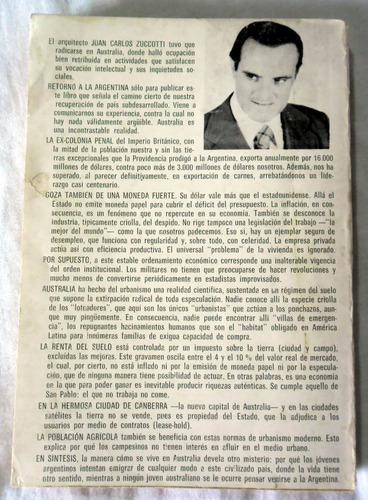 El arquitecto JUAN CARLOS ZUCCOTTI tuvo que
radicarse en Australia, donde halló ocupación
bien retribuida en actividades que satisfacen
su vocación intelectual y sus inquietudes so-
ciales.
RETORNO A LA ARGENTINA sólo para publicar es-
te libro que señala el camino cierto de nuestra
recuperación de país subdesarrollado. Viene a
comunicarnos su experiencia, contra la cual no
hay nada válidamente argüible. Australia es
una incontrastable realidad.
LA EX-COLONIA PENAL del Imperio Británico, con
la mitad de la población nuestra y sin las tie-
rras excepcionales que la Providencia prodigó a la Argentina, exporta anualmente por 16.000
millones de dólares, contra poco más de 3.000 millones de dólares nosotros. Además, nos ha
superado, al parecer definitivamente, en exportación de carnes, arrebatándonos un lide-
razgo casi centenario.
GOZA TAMBIEN DE UNA MONEDA FUERTE. Su dólar vale más que el estadounidense. Allá el
Estado no emite moneda papel para cubrir el déficit del presupuesto. La inflación, en con-
secuencia, es un fenómeno que no repercute en su economía. También se desconoce la
industria, típicamente criolla, del despido. No rige tampoco una legislación del trabajo —"la
mejor del mundo"— como la que nosotros padecemos. Eso sí, hay un ejemplar seguro de
desempleo, que funciona con regularidad y, sobre todo, con celeridad. La empresa privada
actúa así con eficiencia productiva. El universal "problema" de la vivienda es ignorado.
POR SUPUESTO, a este estable ordenamiento económico corresponde una inalterable vigencia
del orden institucional. Los militares no tienen que preocuparse de hacer revoluciones y
mucho menos de convertirse periódicamente en estadistas improvisados.
AUSTRALIA ha hecho del urbanismo una realidad científica, sustentada en un régimen del suelo
que supone la extirpación radical de toda especulación. Nadie conoce allí la especie criolla
de los "loteadores", que aquí son los únicos "urbanistas" que actúan a los ponchazos, aun-
que muy pingüemente. En consecuencia, nadie puede encontrar allí "villas de emergen-
cia", los repugnantes hacinamientos humanos que son el "habitat" obligado en América
Latina para innúmeras familias de exigua capacidad de compra.
LA RENTA DEL SUELO está controlada por un impuesto sobre la tierra (ciudad y campo),
excluidas las mejoras. Este gravamen oscila entre el 4 y el 10 % del valor real de mercado,
el cual, por cierto, no está inflado ni por la emisión de moneda papel ni por la especula-
ción, que de ninguna manera tiene posibilidad de actuar. En otras palabras, es una economía
en la que para poder ganar es inevitable producir riquezas auténticas. Se cumple aquello de
San Pablo: el que no trabaja no come.
EN LA HERMOSA CIUDAD DE CANBERRA —la nueva capital de Australia— y en las ciudades
satélites la tierra no se vende, pues es propiedad del Estado, que la adjudica a los
usuarios por medio de contratos (lease-hold).
LA POBLACIÓN AGRICOLA también se beneficia con estas normas de urbanismo moderno. Esto
explica por qué los campesinos no tienen interés en afluir en el medio urbano.
EN SINTESIS, la manera cómo se vive en Australia devela otro misterio: por qué los jóvenes
argentinos intentan emigrar de cualquier modo a este civilizado país, donde la vida tiene
otro sentido, mientras a ningún joven australiano se le ocurre pensar venirse a la Argentina.